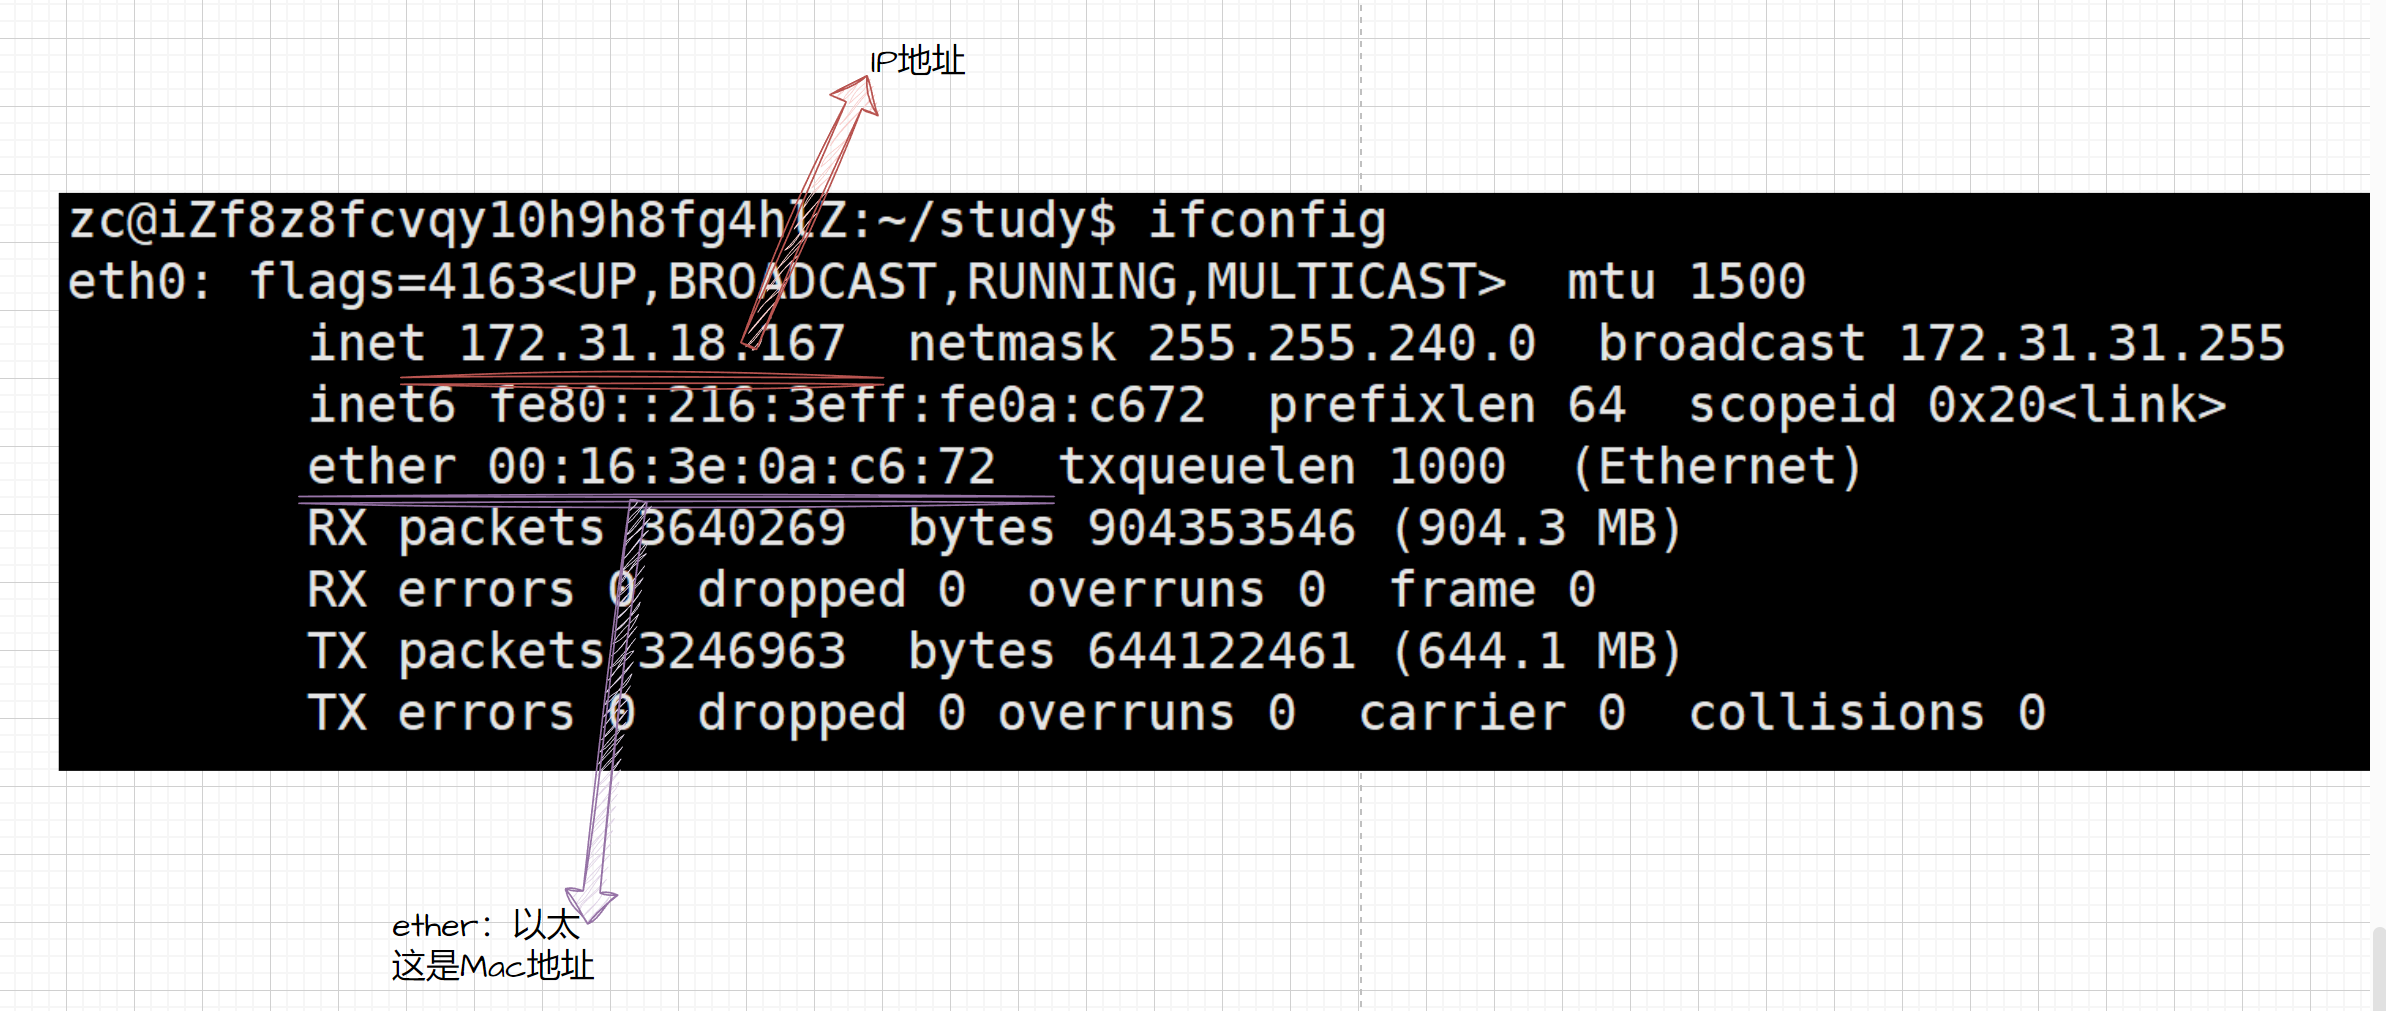 IP地址
zc@iZf8z8fcvqy10h9h8fg4hlZ:~/study$ ifconfig
eth0: flags=4163<UP,BROADCAST,RUNNING,MULTICAST>  mtu 1500
        inet 172.31.18.167  netmask 255.255.240.0  broadcast 172.31.31.255
        inet6 fe80::216:3eff:fe0a:c672  prefixlen 64  scopeid 0x20<link>
        ether 00:16:3e:0a:c6:72  txqueuelen 1000  (Ethernet)
        RX packets 3640269  bytes 904353546 (904.3 MB)
        RX errors 0  dropped 0  overruns 0  frame 0
        TX packets 3246963  bytes 644122461 (644.1 MB)
        TX errors 0  dropped 0 overruns 0  carrier 0  collisions 0
ether：以太
这是Mac地址